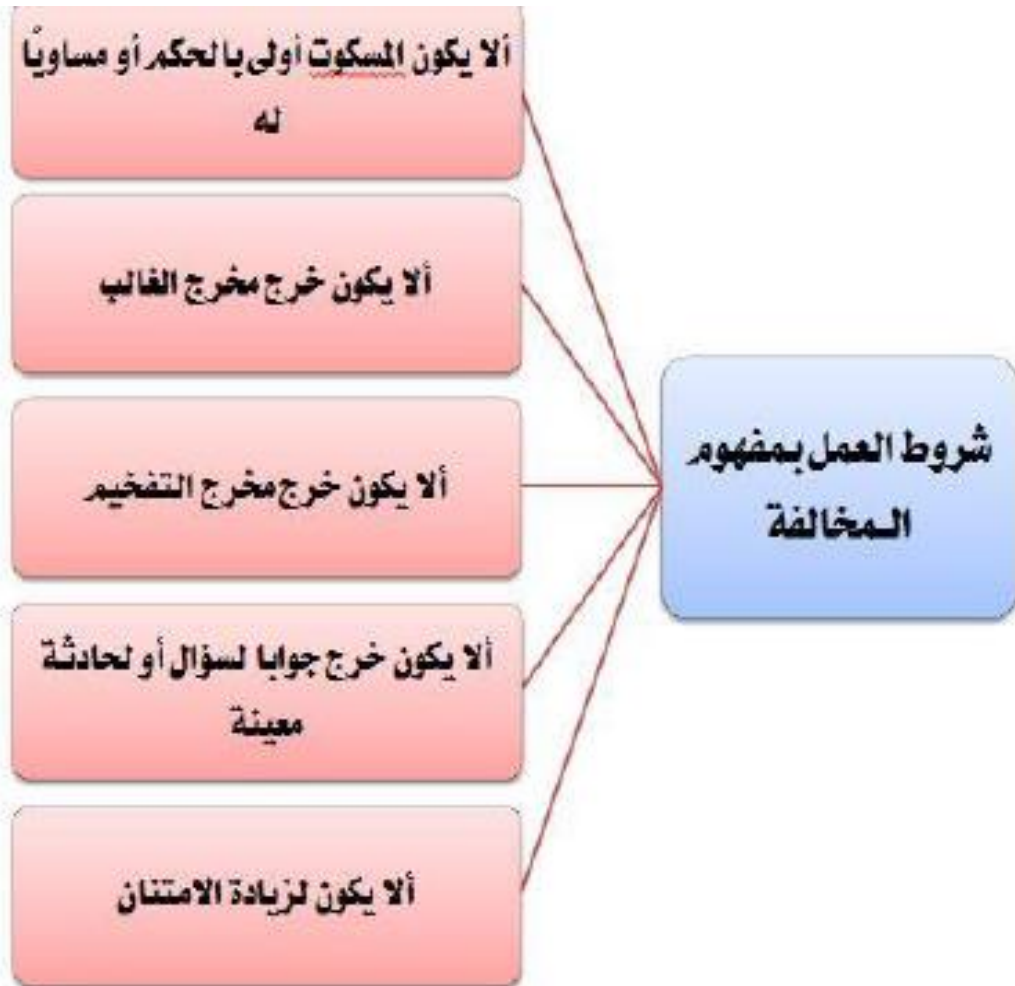 شروط العمل بمفهوم
المخالفة
ألا يكون المسكوت أولى بالحكم أو مساويًا
له
ألا يكون خرج مخرج الغالب
ألا يكون خرج مخرج التفخيم
ألا يكون خرج جوابا لسؤال أو لحادثة
معينة
ألا يكون لزيادة الامتنان